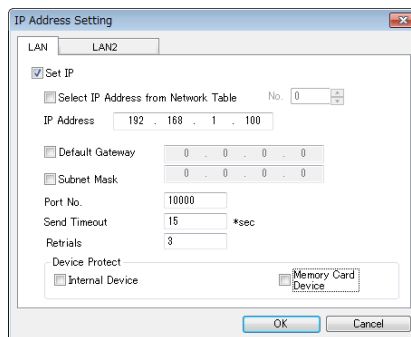 IP Address Setting
LAN LAN2
Set IP
Select IP Address from Network Table No. 0
IP Address 192 . 168 . 1 . 100
Default Gateway 0 . 0 . 0 . 0
Subnet Mask 0 . 0 . 0 . 0
Port No. 10000
Send Timeout 15 *sec
Retrials 3
Device Protect
Internal Device Memory Card
Device
OK Cancel